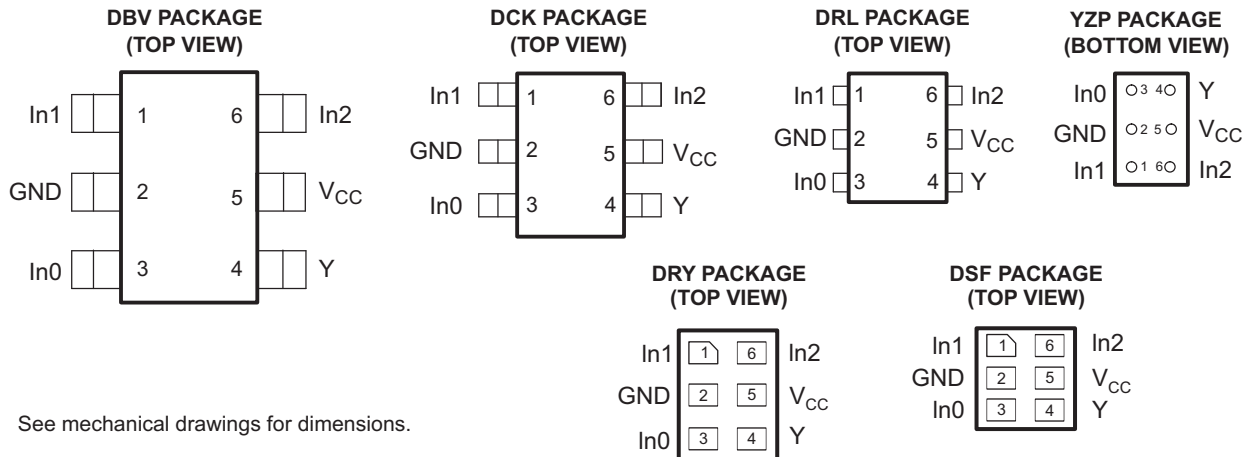 DBV PACKAGE
(TOP VIEW)
In1 1 6 In2
GND 2 5 VCC
In0 3 4 Y
DCK PACKAGE
(TOP VIEW)
In1 1 6 In2
GND 2 5 VCC
In0 3 4 Y
DRL PACKAGE
(TOP VIEW)
In1 1 6 In2
GND 2 5 VCC
In0 3 4 Y
YZP PACKAGE
(BOTTOM VIEW)
In0 3 4 Y
GND 2 5 VCC
In1 1 6 In2
DRY PACKAGE
(TOP VIEW)
In1 1 6 In2
GND 2 5 VCC
In0 3 4 Y
DSF PACKAGE
(TOP VIEW)
In1 1 6 In2
GND 2 5 VCC
In0 3 4 Y
See mechanical drawings for dimensions.